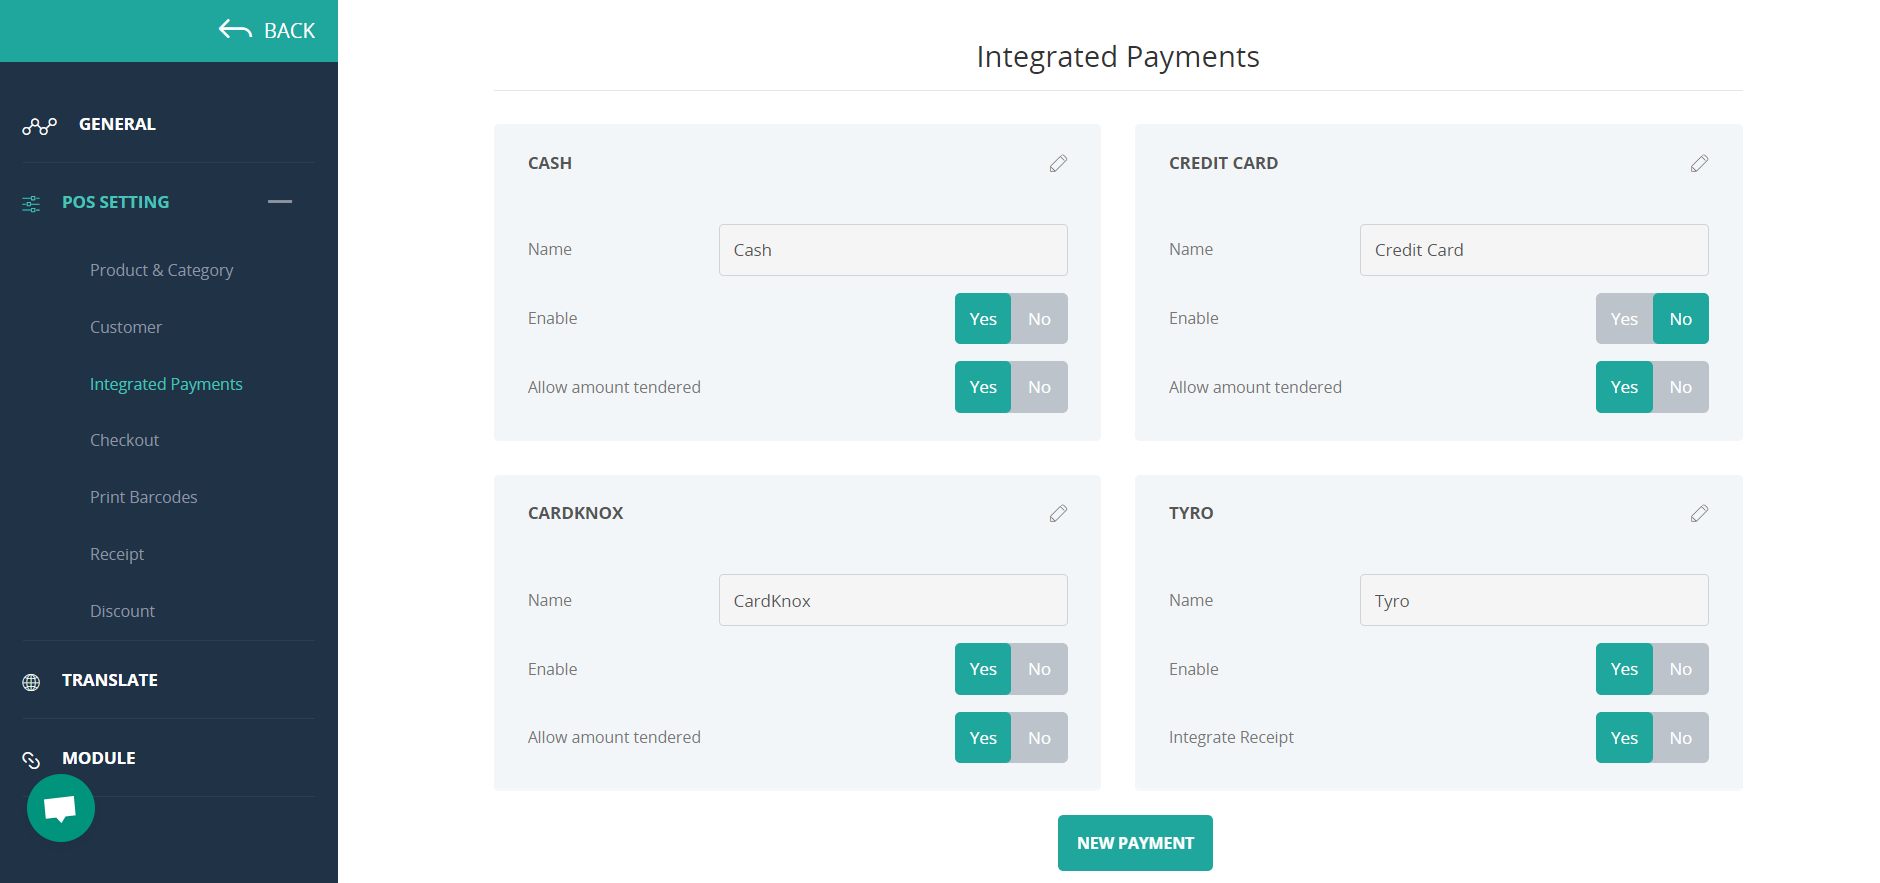 BACK
GENERAL
POS SETTING
Product & Category
Customer
Integrated Payments
Checkout
Print Barcodes
Receipt
Discount
TRANSLATE
MODULE
Integrated Payments
CASH
Name Cash
Enable Yes No
Allow amount tendered Yes No
CREDIT CARD
Name Credit Card
Enable Yes No
Allow amount tendered Yes No
CARDKNOX
Name CardKnox
Enable Yes No
Allow amount tendered Yes No
TYRO
Name Tyro
Enable Yes No
Integrate Receipt Yes No
NEW PAYMENT